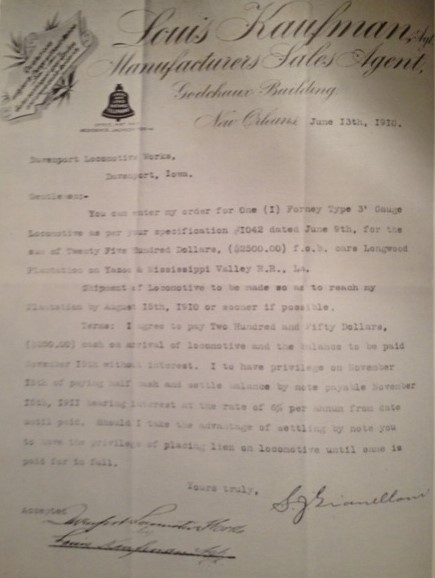 Louis Kaufman, Agt.
Manufacturers Sales Agent,
Godchaux Building.
New Orleans June 13th, 1910.
Davenport Locomotive Works,
Davenport, Iowa.
Gentlemen:-
You can enter my order for One (I) Forney Type 3' Gauge
Locomotive as per your specification #1042 dated June 9th, for the
sum of Twenty Five Hundred Dollars, ($2500.00) f.o.b. cars Longwood
Plantation on Yazoo & Mississippi Valley R.R., La.
Shipment of Locomotive to be made so as to reach my
Plantation by August 15th, 1910 or sooner if possible.
Terms: I agree to pay Two Hundred and Fifty Dollars,
($250.00) cash on arrival of locomotive and the balance to be paid
November 15th without interest. I to have privilege on November
15th of paying half cash and settle balance by note payable November
15th, 1911 bearing interest at the rate of per annum from date
until paid. Should I take the advantage of settling by note you
to have the privilege of placing lien on locomotive until same is
paid for in full.
Yours truly,
Accepted
Davenport Locomotive Works
Louis Kaufman Agt